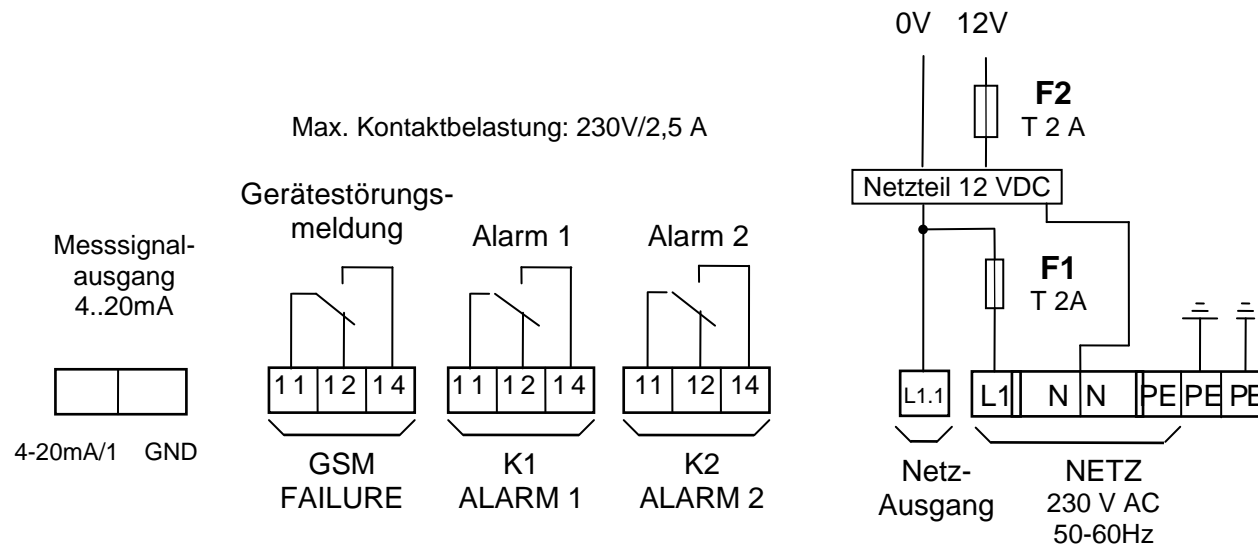 0V 12V
F2
T 2 A
Max. Kontaktbelastung: 230V/2,5 A
Netzteil 12 VDC
Gerätestörungs-
meldung
Alarm 1
Alarm 2
Messsignal-
ausgang
4..20mA
F1
T 2A
11 12 14
11 12 14
11 12 14
L1.1
L1 N N PE PE PE
4-20mA/1 GND
GSM
FAILURE
K1
ALARM 1
K2
ALARM 2
Netz-
Ausgang
NETZ
230 V AC
50-60Hz